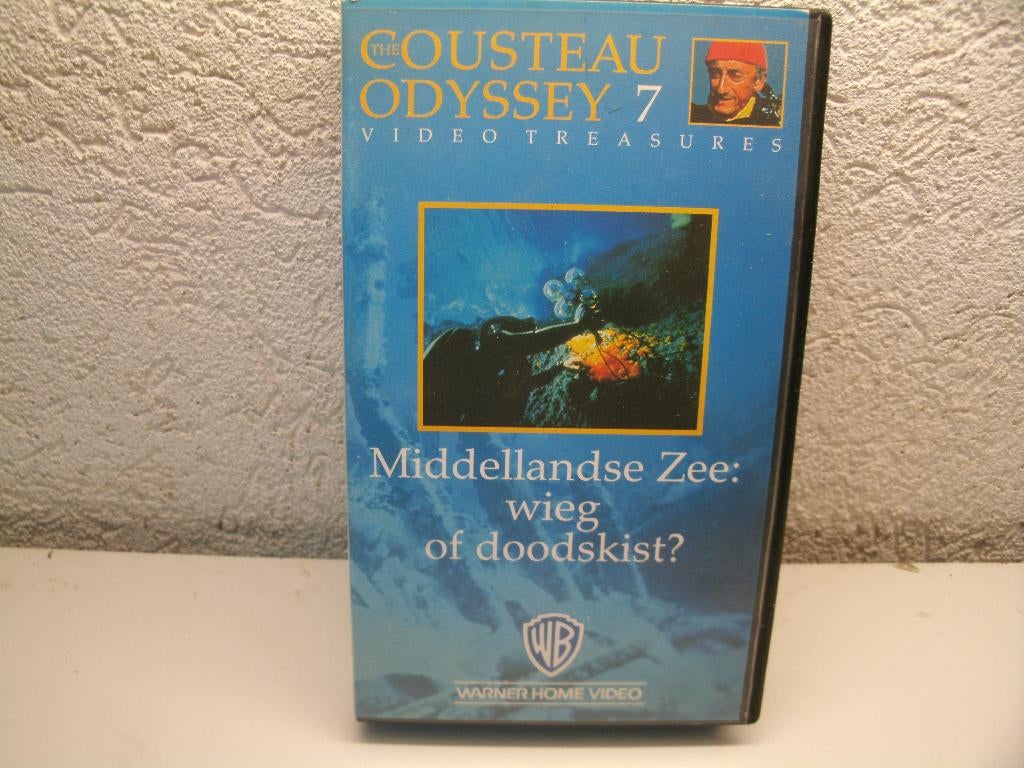 THE COUSTEAU
ODYSSEY 7
VIDEO TREASURES
Middellandse Zee:
wieg
of doodskist?
WB
WARNER HOME VIDEO